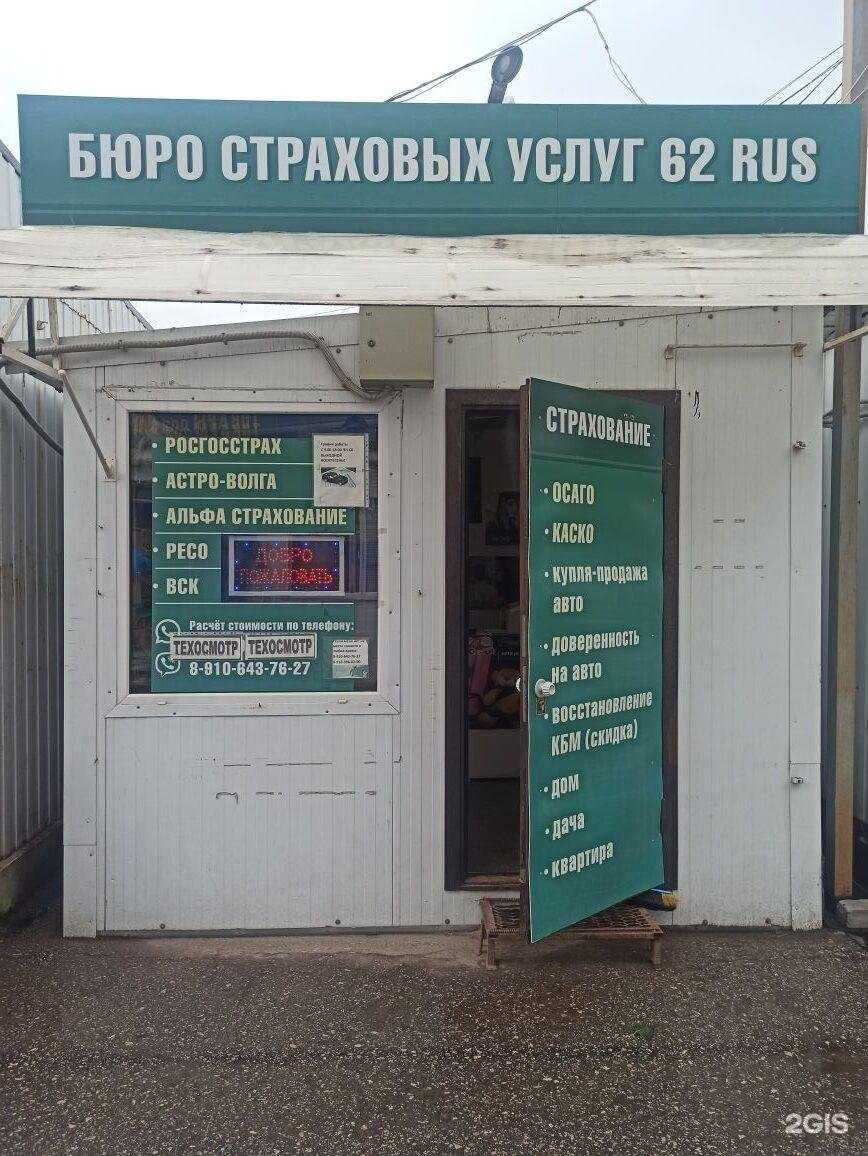 БЮРО СТРАХОВЫХ УСЛУГ 62 RUS
• РОСГОССТРАХ
• АСТРО-ВОЛГА
• АЛЬФА СТРАХОВАНИЕ
• РЕСО
• ВСК
ДОБРО
ПОЖАЛОВАТЬ
Расчёт стоимости по телефону:
ТЕХОСМОТР ТЕХОСМОТР
8-910-643-76-27
СТРАХОВАНИЕ
• ОСАГО
• КАСКО
• купля-продажа
авто
• доверенность
на авто
• восстановление
КБМ (скидка)
• дом
• дача
• квартира
2GIS